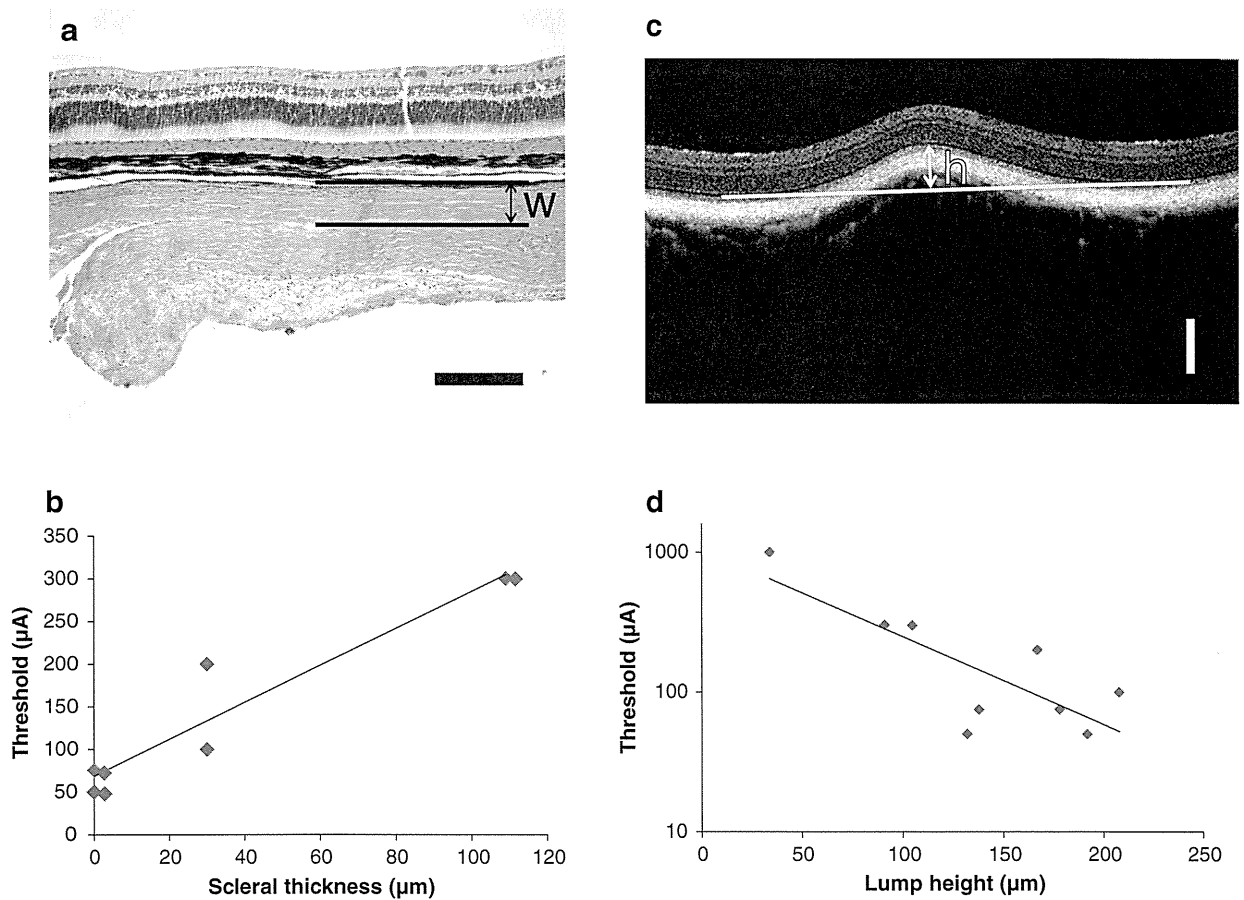 a
W
c
h
b
350
300
250
200
150
100
50
0
Threshold (µA)
0 20 40 60 80 100 120
Scleral thickness (µm)
d
1000
100
10
Threshold (µA)
0 50 100 150 200 250
Lump height (µm)